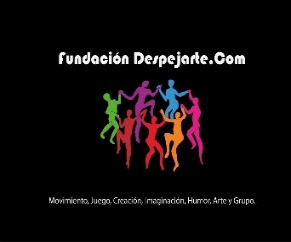 Fundación Despejarte.Com
Movimiento, Juego, Creación, Imaginación, Humor, Arte y Grupo.